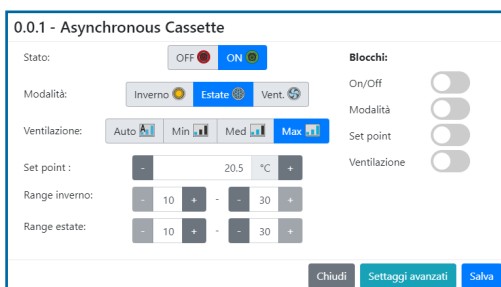 0.0.1 - Asynchronous Cassette
Stato:
OFF ON
Modalità:
Inverno Estate Vent.
Ventilazione:
Auto Min Med Max
Set point :
- 20.5 °C +
Range inverno:
- 10 + - - 30 +
Range estate:
- 10 + - - 30 +
Blocchi:
On/Off
Modalità
Set point
Ventilazione
Chiudi Settaggi avanzati Salva